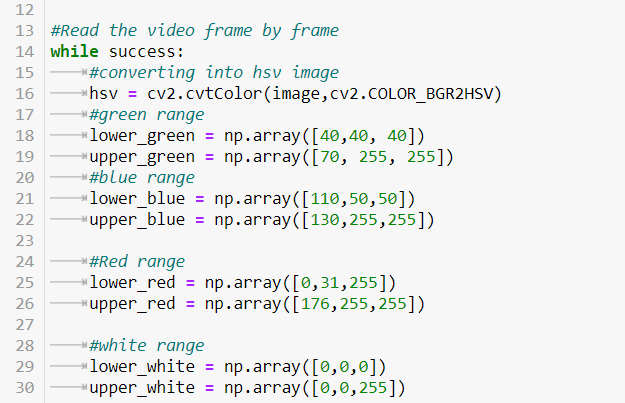 12
13 #Read the video frame by frame
14 while success:
15 #converting into hsv image
16 hsv = cv2.cvtColor(image,cv2.COLOR_BGR2HSV)
17 #green range
18 lower_green = np.array([40,40, 40])
19 upper_green = np.array([70, 255, 255])
20 #blue range
21 lower_blue = np.array([110,50,50])
22 upper_blue = np.array([130,255,255])
23
24 #Red range
25 lower_red = np.array([0,31,255])
26 upper_red = np.array([176,255,255])
27
28 #white range
29 lower_white = np.array([0,0,0])
30 upper_white = np.array([0,0,255])